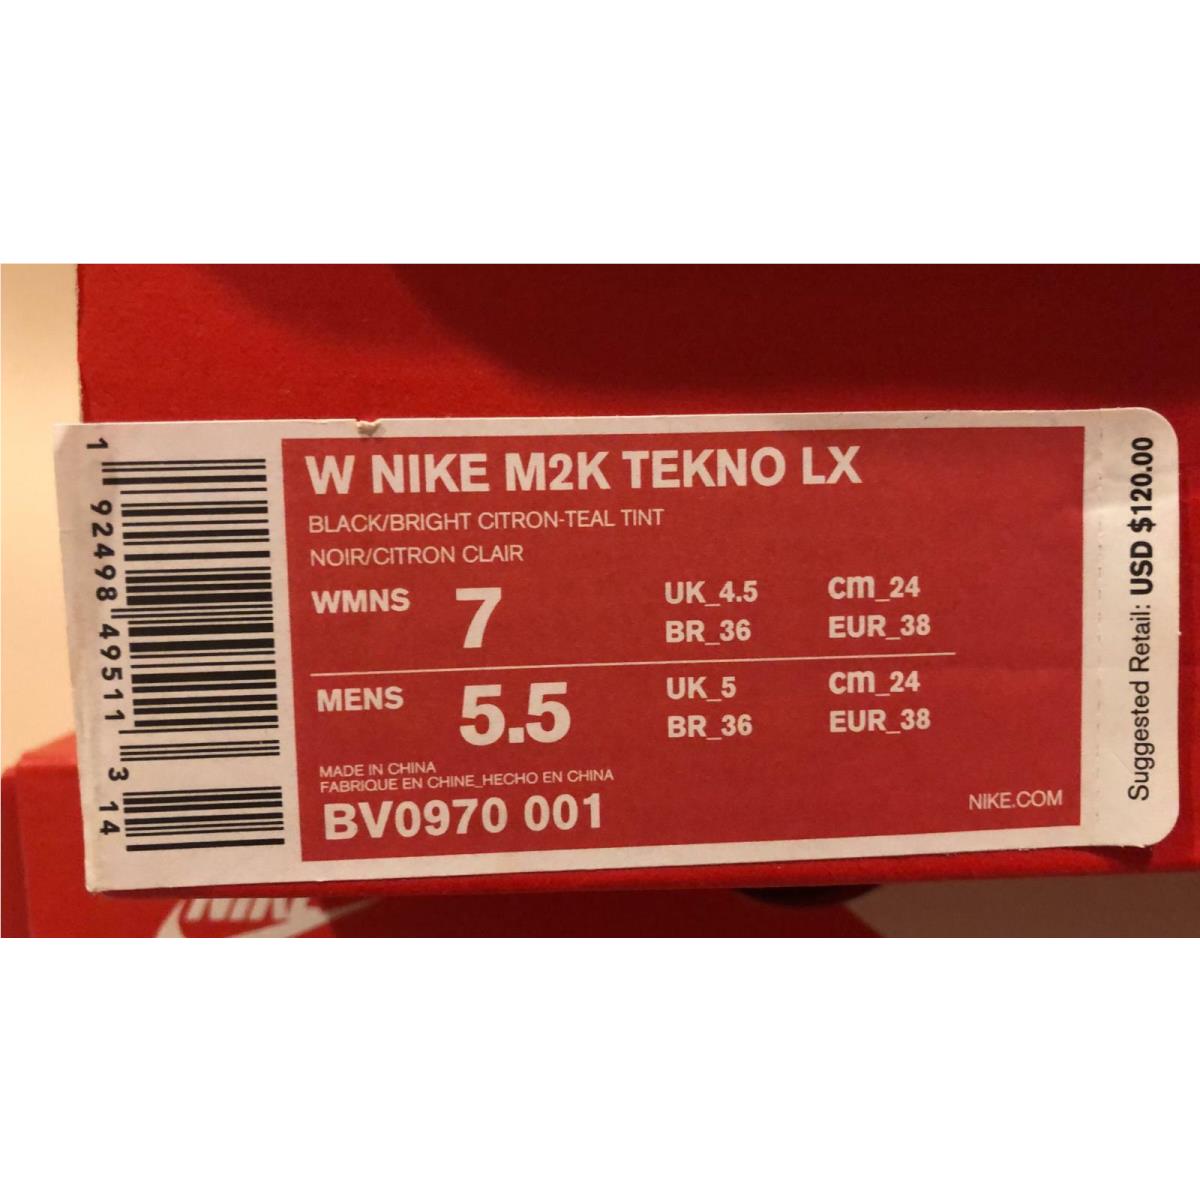 W NIKE M2K TEKNO LX
BLACK/BRIGHT CITRON-TEAL TINT
NOIR/CITRON CLAIR
WMNS 7 UK_4.5 cm_24
BR_36 EUR_38
MENS 5.5 UK_5 cm_24
BR_36 EUR_38
MADE IN CHINA
FABRIQUE EN CHINE_HECHO EN CHINA
BV0970 001
NIKE.COM
Suggested Retail: USD $120.00
1 92498 49511 3 14
NIKE